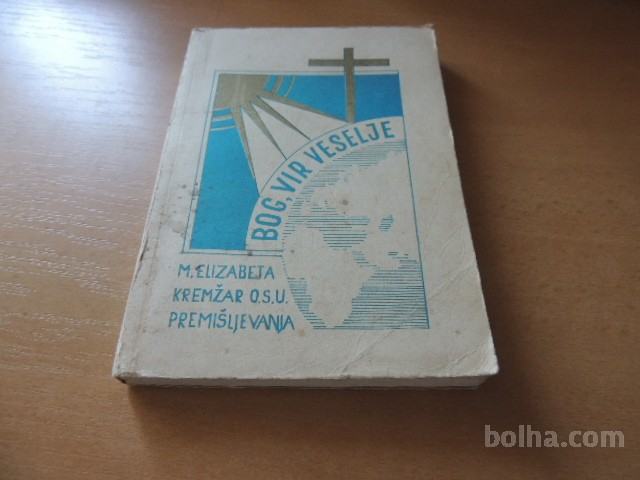 BOG, VIR VESELJE
M. ELIZABETA
KREMŽAR O.S.U.
PREMIŠLJEVANJA
bolha.com